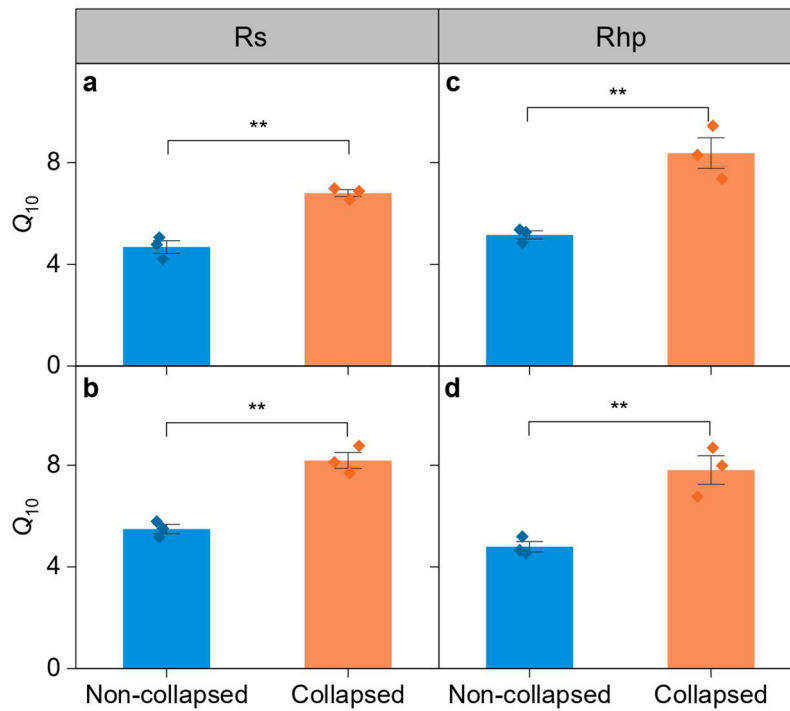 Rs Rhp
a c
** **
8
4
0
Q10
b d
** **
8
4
0
Q10
Non-collapsed Collapsed Non-collapsed Collapsed